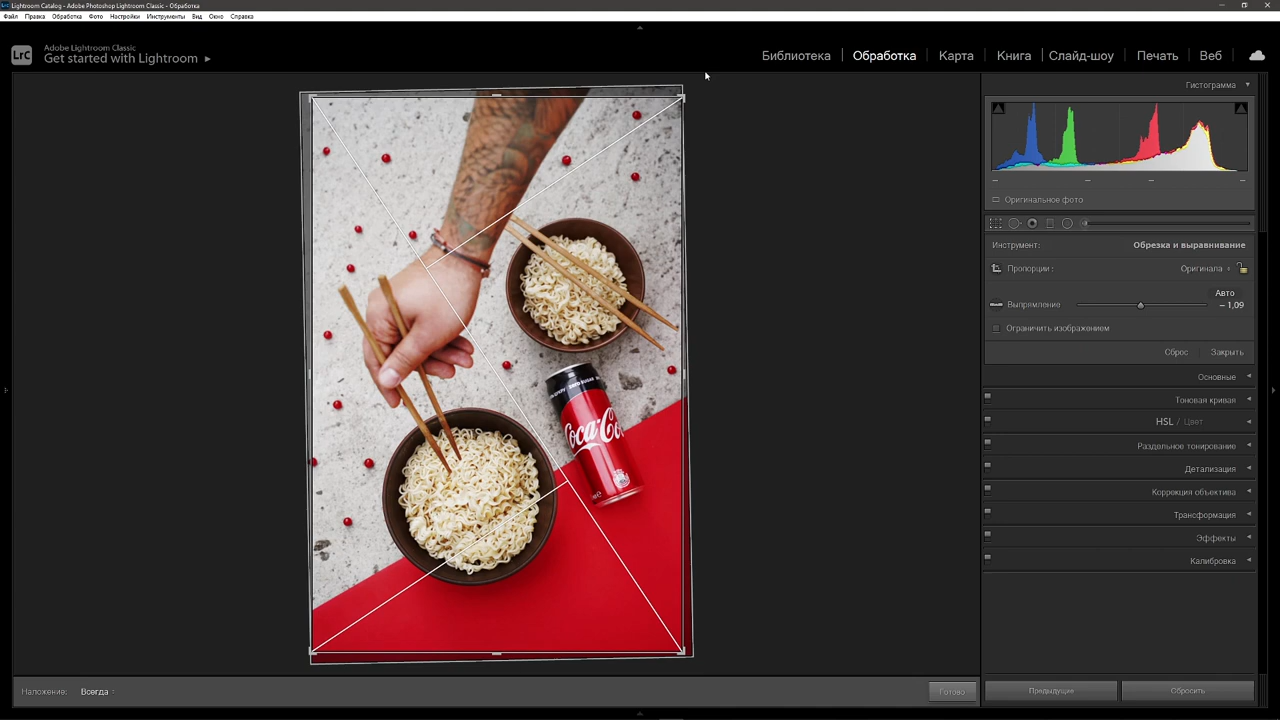 Lightroom Catalog - Adobe Photoshop Lightroom Classic - Обработка
Файл Правка Обработка Фото Настройки Инструменты Вид Окно Справка
LrC
Adobe Lightroom Classic
Get started with Lightroom
Библиотека | Обработка | Карта | Книга | Слайд-шоу | Печать | Веб
Гистограмма
Оригинальное фото
Инструмент: Обрезка и выравнивание
Пропорции : Оригинала
Авто
Выпрямление – 1,09
Ограничить изображением
Сброс Закрыть
Основные
Тоновая кривая
HSL / Цвет
Раздельное тонирование
Детализация
Коррекция объектива
Трансформация
Эффекты
Калибровка
ZERO SUGAR
Coca-Co
Наложение: Всегда
Готово
Предыдущие Сбросить